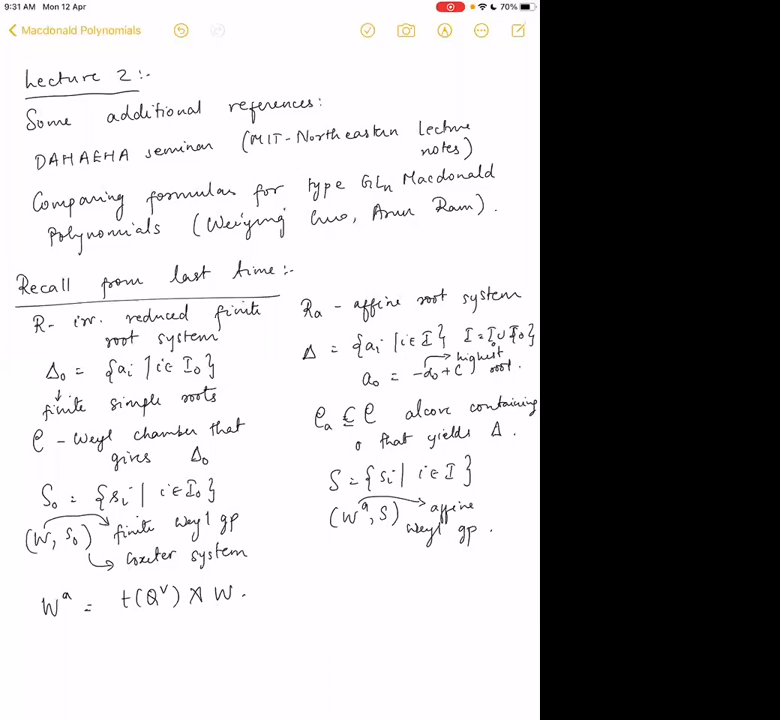 9:31 AM Mon 12 Apr
70%
Macdonald Polynomials
Lecture 2:-
Some additional references:
DAHAEHA seminar (MIT-Northeastern lecture
notes)
Comparing formulas for type GLn Macdonald
Polynomials (Weiying Guo, Arun Ram).
Recall from last time:-
R - irr. reduced finite
root system
Δ₀ = {aᵢ | i ∈ I₀}
↓
finite simple roots
C - Weyl chamber that
gives Δ₀
S₀ = {sᵢ | i ∈ I₀}
(W, S₀) finite Weyl gp
↳ Coxeter system
Wᵃ = t(Q^∨) ⋊ W.
Ra - affine root system
Δ = {aᵢ | i ∈ I}
a₀ = -α₀ + c → highest
root.
Cₐ ⊆ C alcove containing
0 that yields Δ.
S = {sᵢ | i ∈ I}
(Wᵃ, S) → affine
Weyl gp.